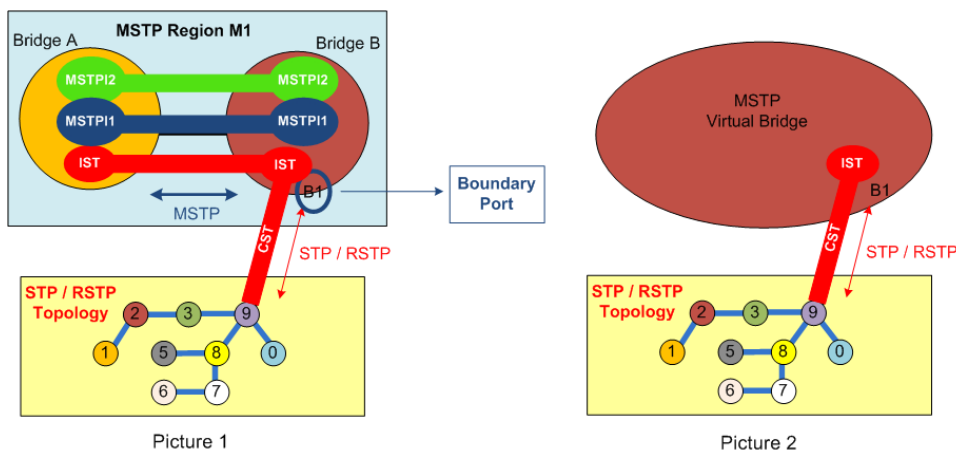 MSTP Region M1
Bridge A
Bridge B
MSTPI2
MSTPI2
MSTPI1
MSTPI1
IST
IST
MSTP
B1
Boundary
Port
CST
STP / RSTP
STP / RSTP
Topology
2
3
9
1
5
8
0
6
7
Picture 1
MSTP
Virtual Bridge
IST
B1
CST
STP / RSTP
STP / RSTP
Topology
2
3
9
1
5
8
0
6
7
Picture 2